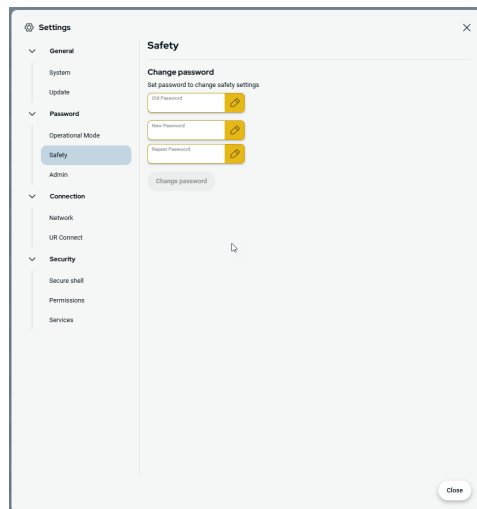 Settings
General
System
Update
Password
Operational Mode
Safety
Admin
Connection
Network
UR Connect
Security
Secure shell
Permissions
Services
Safety
Change password
Set password to change safety settings
Old Password
New Password
Repeat Password
Change password
Close